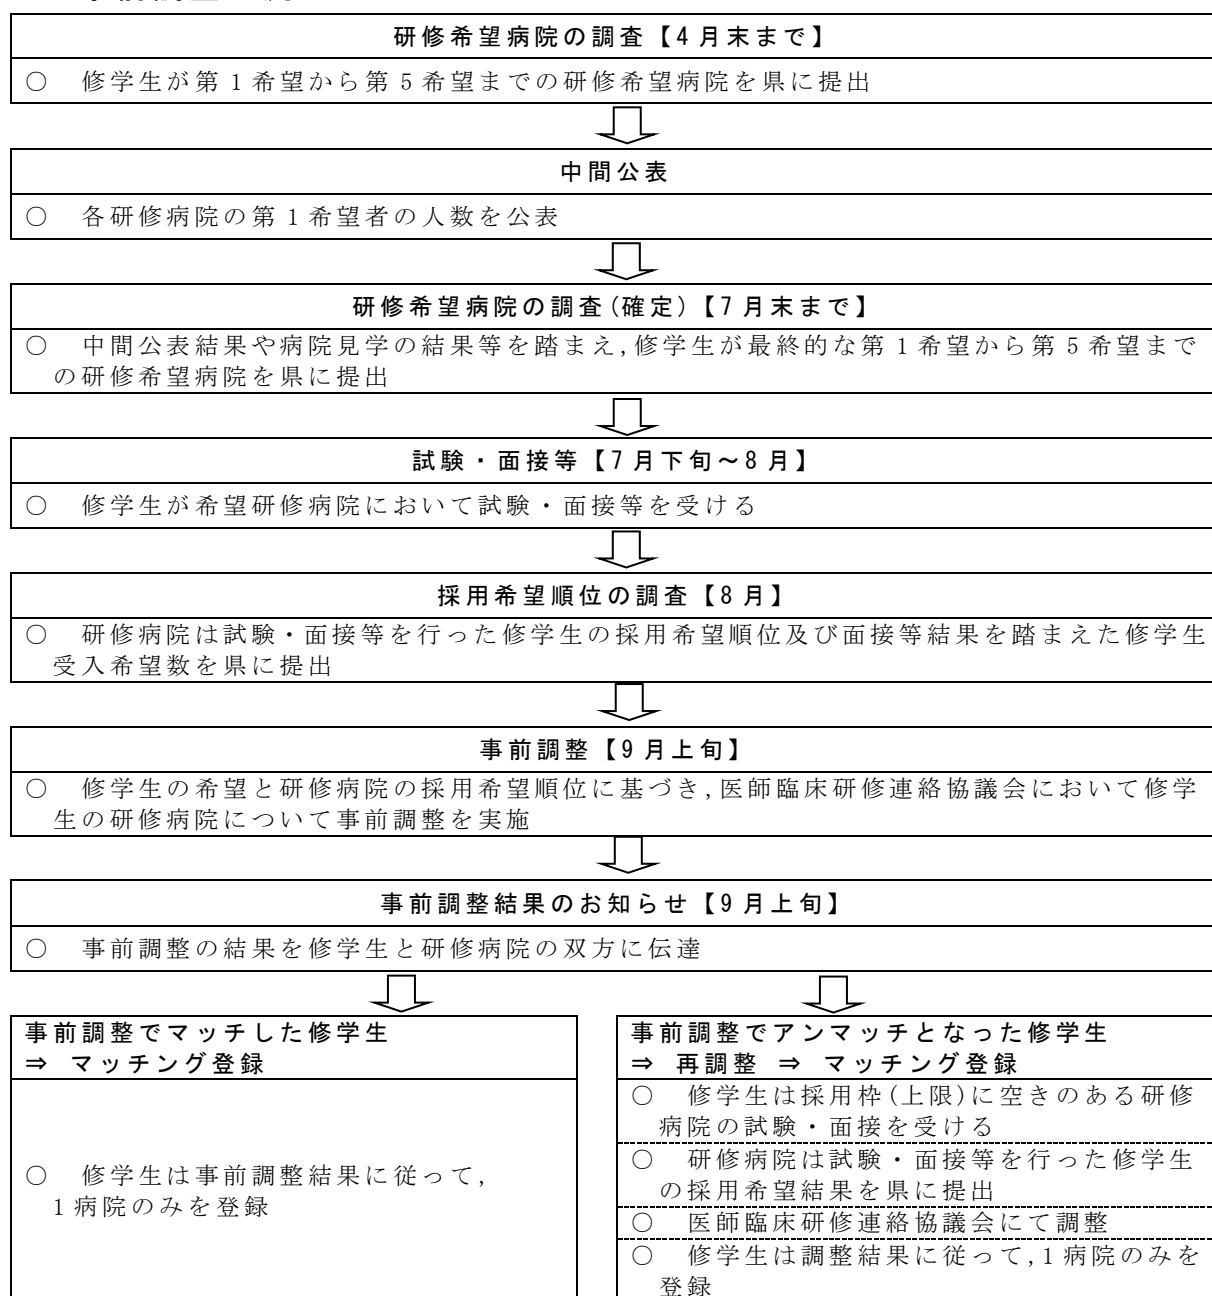 研修希望病院の調査【4月末まで】
○ 修学生が第1希望から第5希望までの研修希望病院を県に提出
中間公表
○ 各研修病院の第1希望者の人数を公表
研修希望病院の調査(確定)【7月末まで】
○ 中間公表結果や病院見学の結果等を踏まえ,修学生が最終的な第1希望から第5希望まで
の研修希望病院を県に提出
試験・面接等【7月下旬~8月】
○ 修学生が希望研修病院において試験・面接等を受ける
採用希望順位の調査【8月】
○ 研修病院は試験・面接等を行った修学生の採用希望順位及び面接等結果を踏まえた修学生
受入希望数を県に提出
事前調整【9月上旬】
○ 修学生の希望と研修病院の採用希望順位に基づき,医師臨床研修連絡協議会において修学
生の研修病院について事前調整を実施
事前調整結果のお知らせ【9月上旬】
○ 事前調整の結果を修学生と研修病院の双方に伝達
事前調整でマッチした修学生
⇒ マッチング登録
○ 修学生は事前調整結果に従って,
1病院のみを登録
事前調整でアンマッチとなった修学生
⇒ 再調整 ⇒ マッチング登録
○ 修学生は採用枠(上限)に空きのある研修
病院の試験・面接を受ける
○ 研修病院は試験・面接等を行った修学生
の採用希望結果を県に提出
○ 医師臨床研修連絡協議会にて調整
○ 修学生は調整結果に従って,1病院のみを
登録